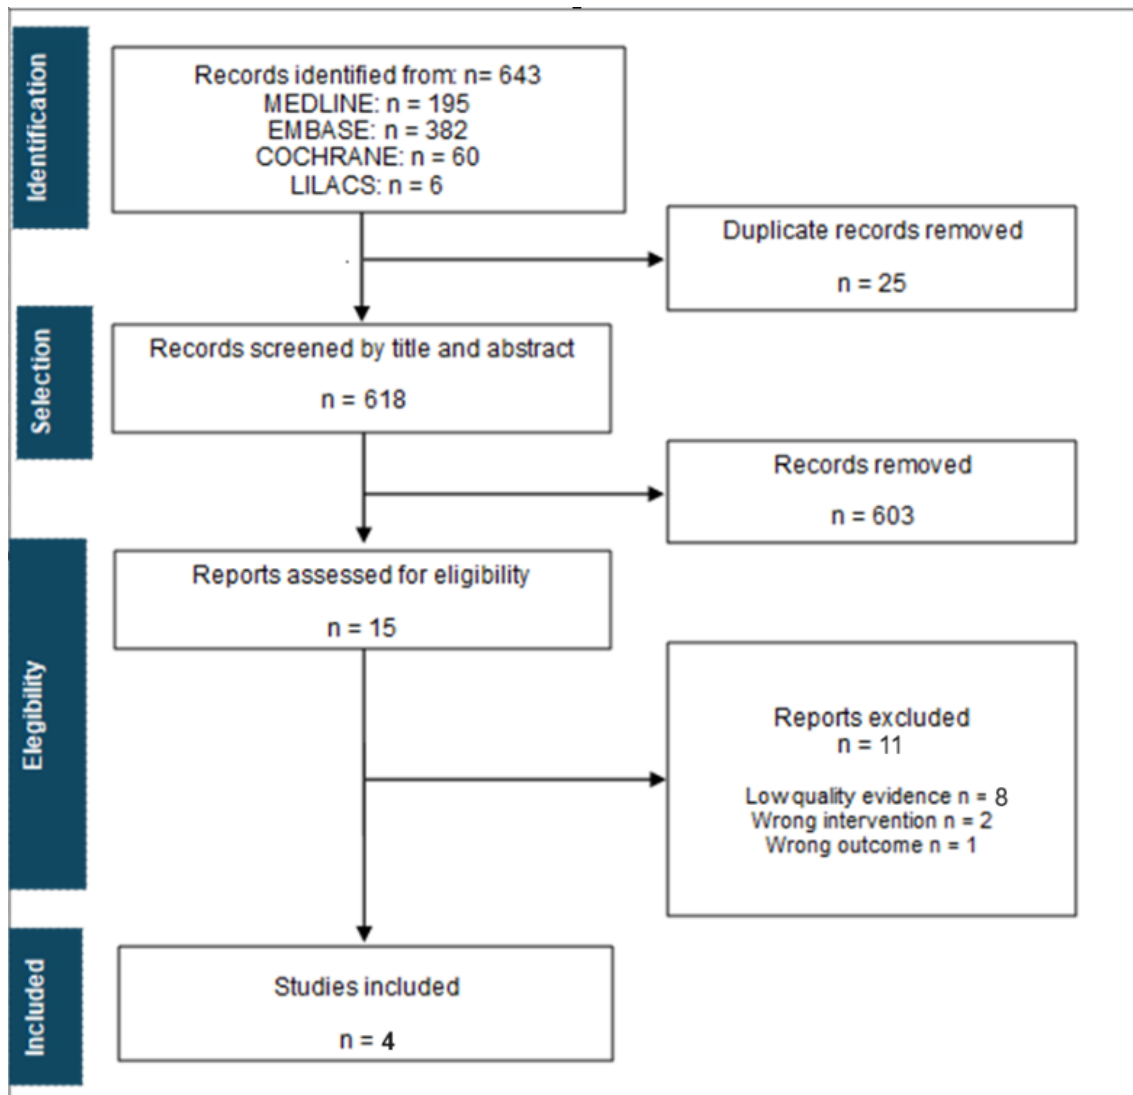 Identification
Records identified from: n= 643
MEDLINE: n = 195
EMBASE: n = 382
COCHRANE: n = 60
LILACS: n = 6
Duplicate records removed
n = 25
Selection
Records screened by title and abstract
n = 618
Records removed
n = 603
Elegibility
Reports assessed for eligibility
n = 15
Reports excluded
n = 11
Low quality evidence n = 8
Wrong intervention n = 2
Wrong outcome n = 1
Included
Studies included
n = 4